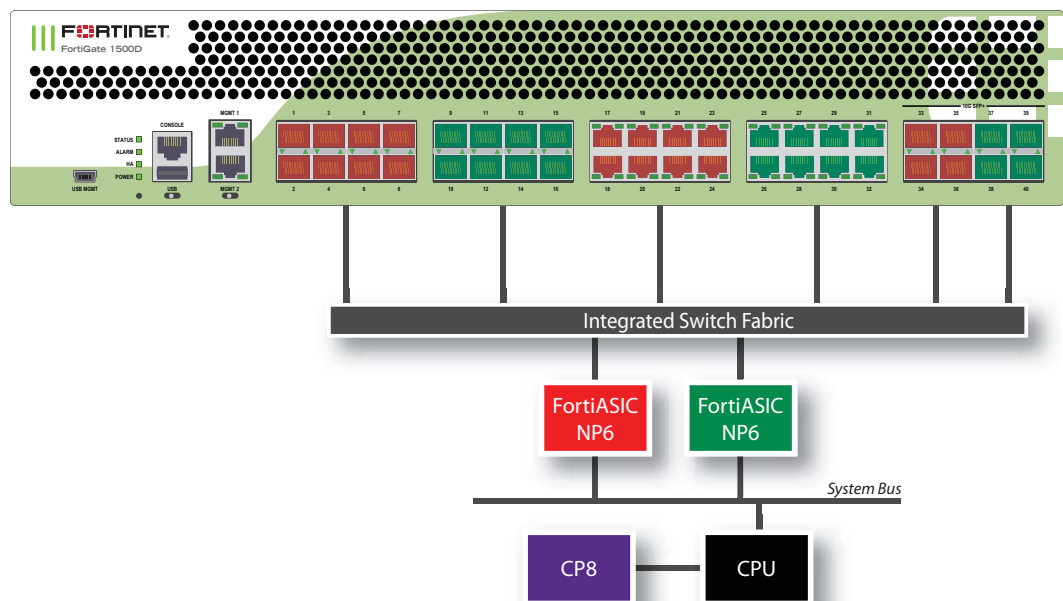 FORTINET
FortiGate 1500D
10G SFP+
CONSOLE MGMT 1 1 3 5 7 9 11 13 15 17 19 21 23 25 27 29 31 33 35 37 39
STATUS
ALARM
HA
POWER
USB MGMT USB MGMT 2 2 4 6 8 10 12 14 16 18 20 22 24 26 28 30 32 34 36 38 40
Integrated Switch Fabric
FortiASIC
NP6
FortiASIC
NP6
System Bus
CP8
CPU